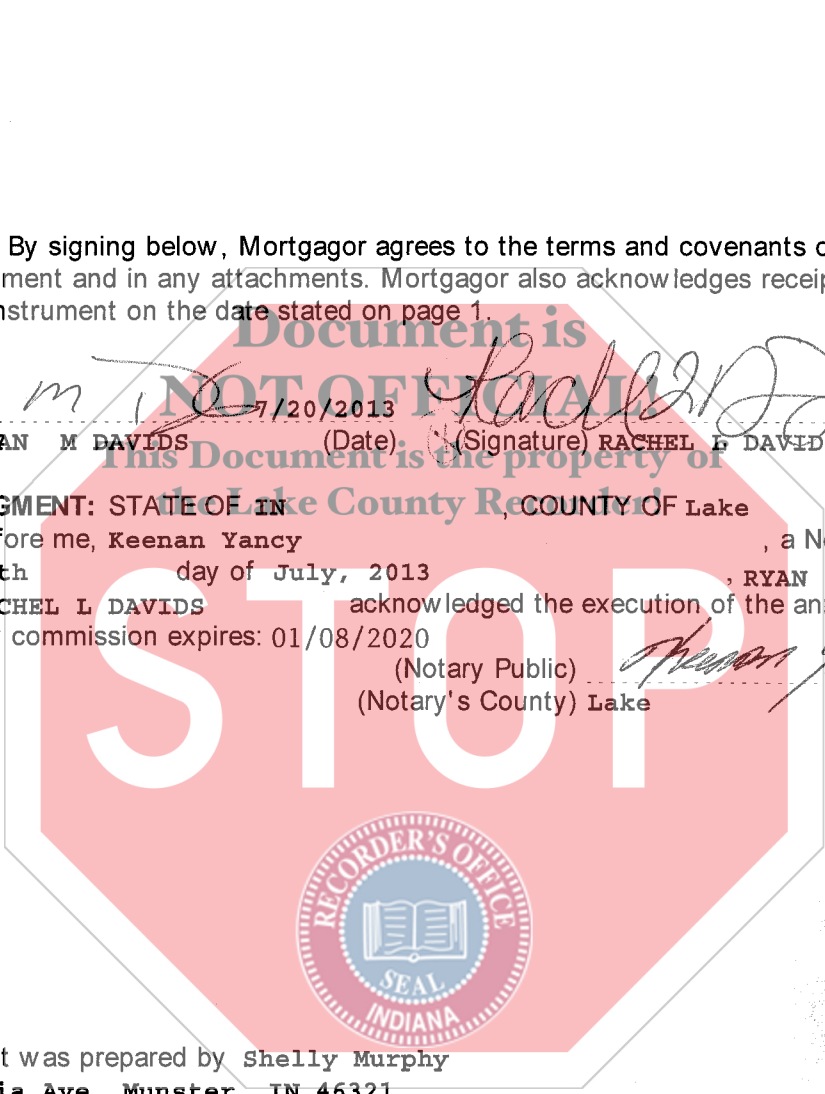 By signing below, Mortgagor agrees to the terms and covenants
ment and in any attachments. Mortgagor also acknowledges receip
nstrument on the date stated on page 1.
Document is
NOT OFFICIAL!
7/20/2013
AN M DAVIDS (Date) (Signature) RACHEL L DAVID
This Document is the property of
the Lake County Recorder!
GMENT: STATE OF IN , COUNTY OF Lake
ore me, Keenan Yancy , a N
th day of July, 2013 , RYAN
CHEL L DAVIDS acknowledged the execution of the an
commission expires: 01/08/2020
(Notary Public)
(Notary's County) Lake
STOP
RECORDER'S OFFICE
SEAL
INDIANA
t was prepared by Shelly Murphy
ia Ave, Munster, IN 46321